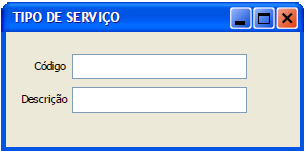 TIPO DE SERVIÇO
Código
Descrição